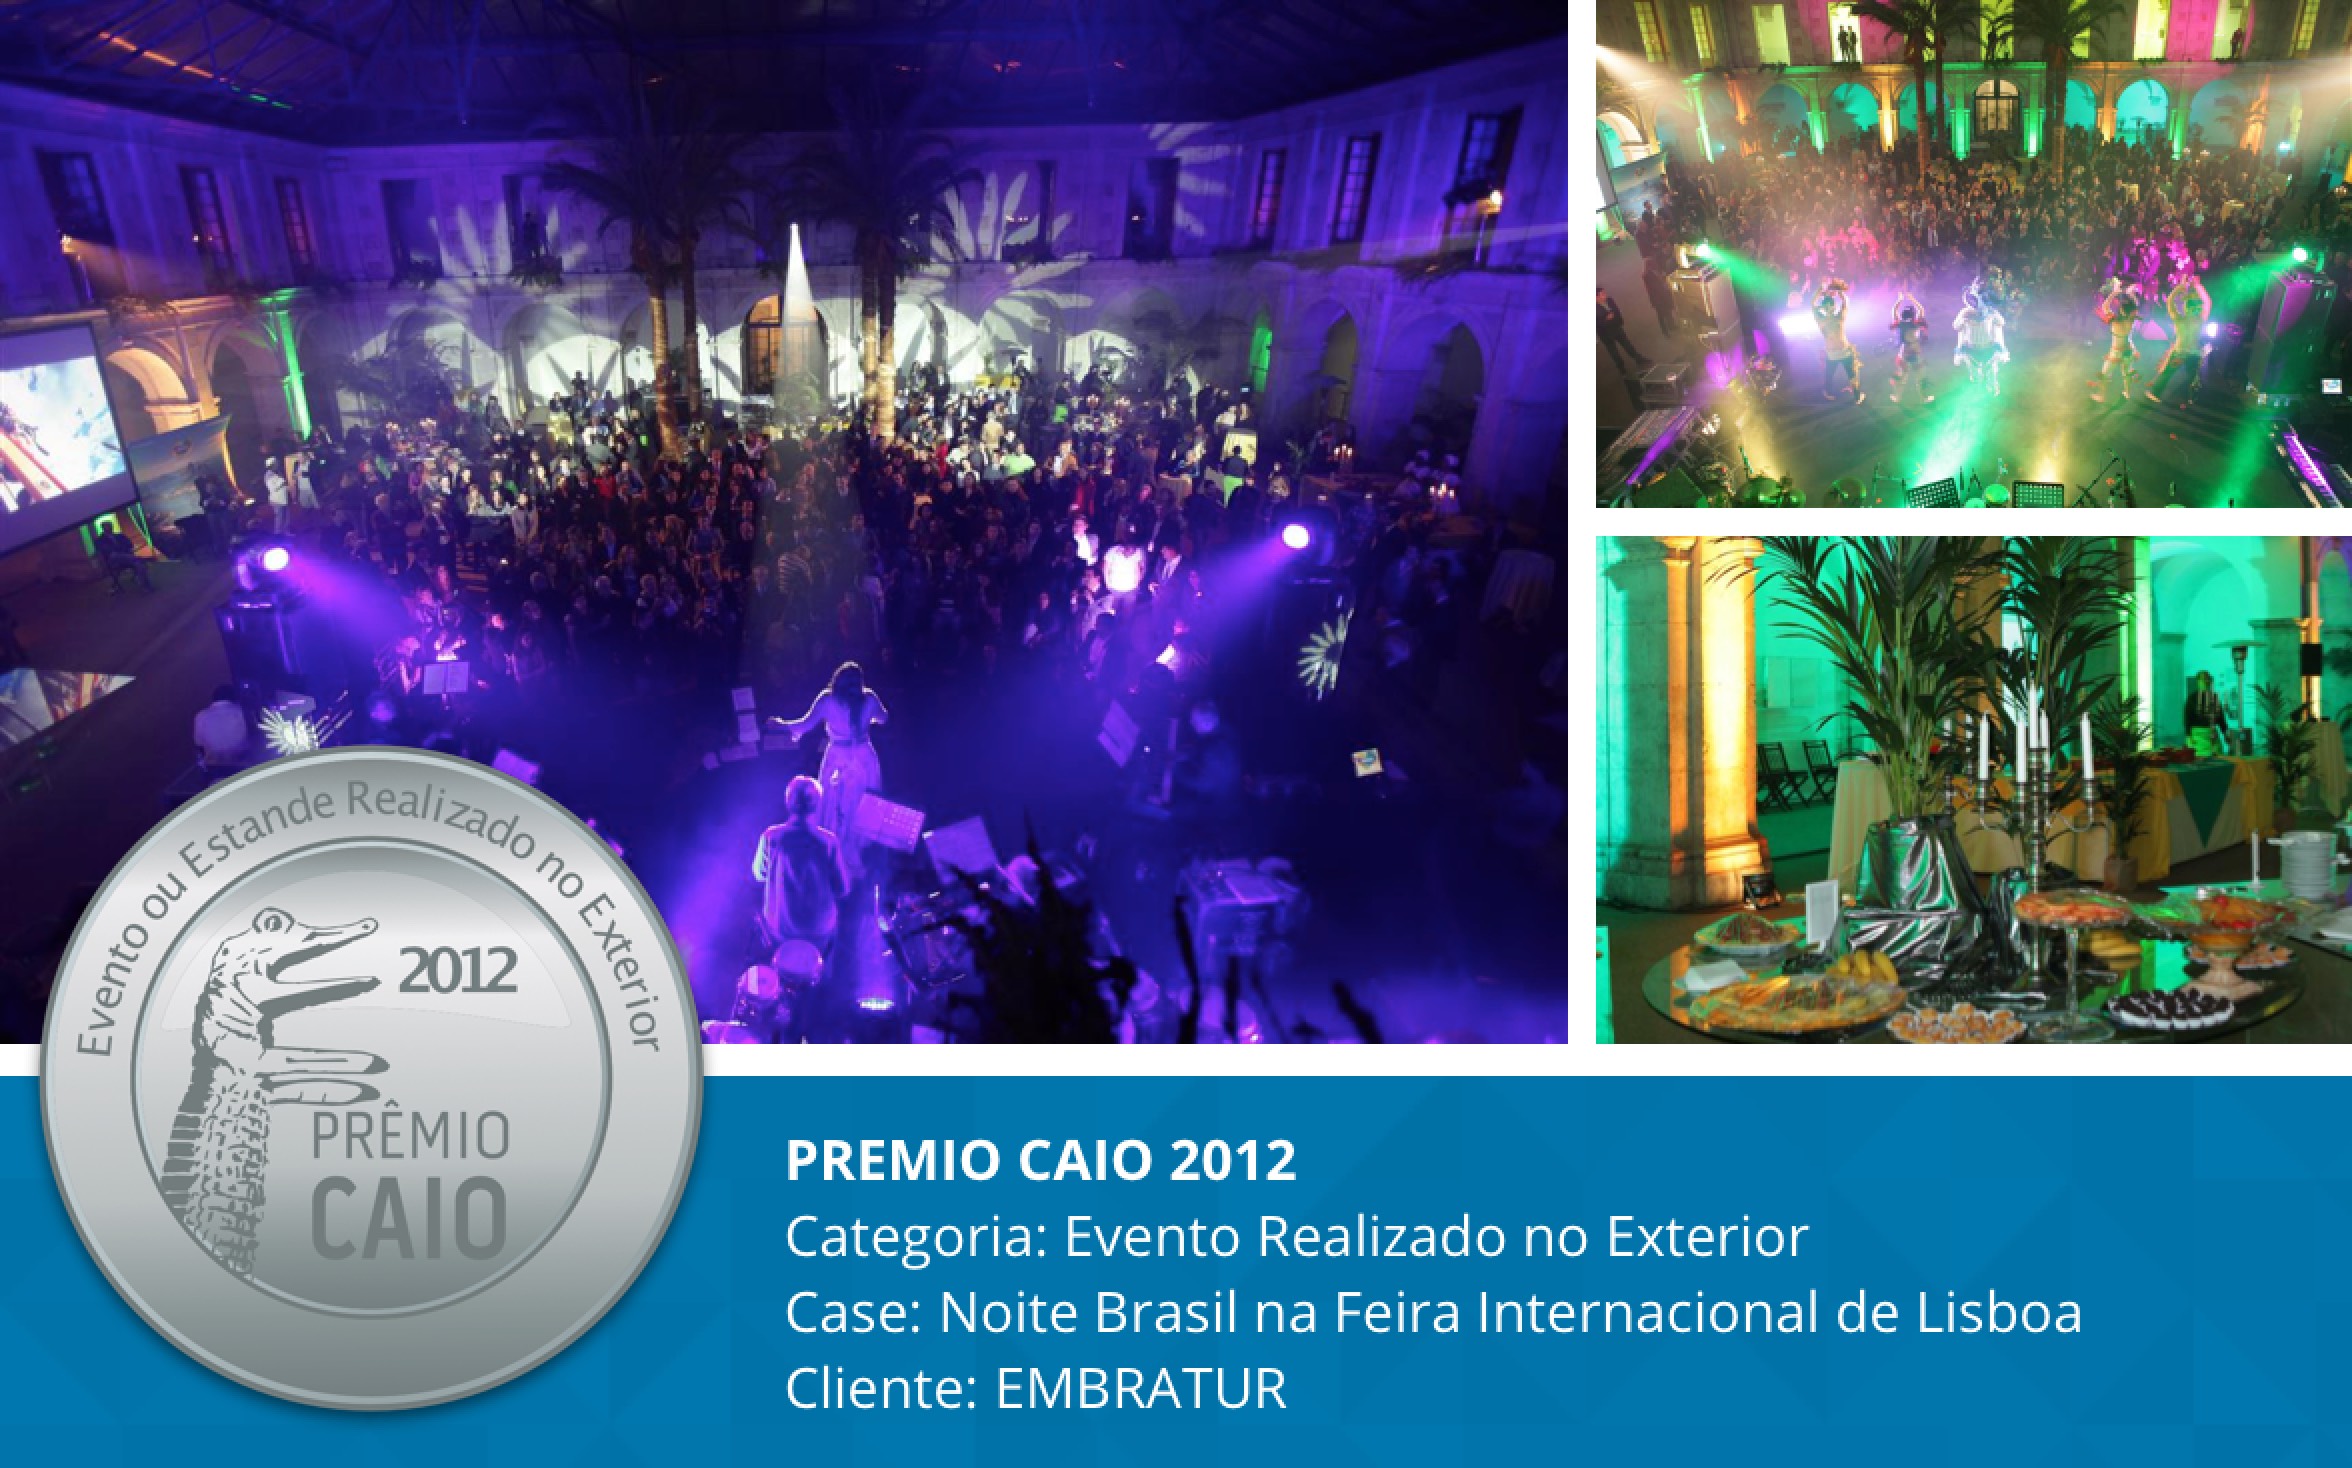 Evento ou Estande Realizado no Exterior
2012
PRÊMIO
CAIO
PREMIO CAIO 2012
Categoria: Evento Realizado no Exterior
Case: Noite Brasil na Feira Internacional de Lisboa
Cliente: EMBRATUR